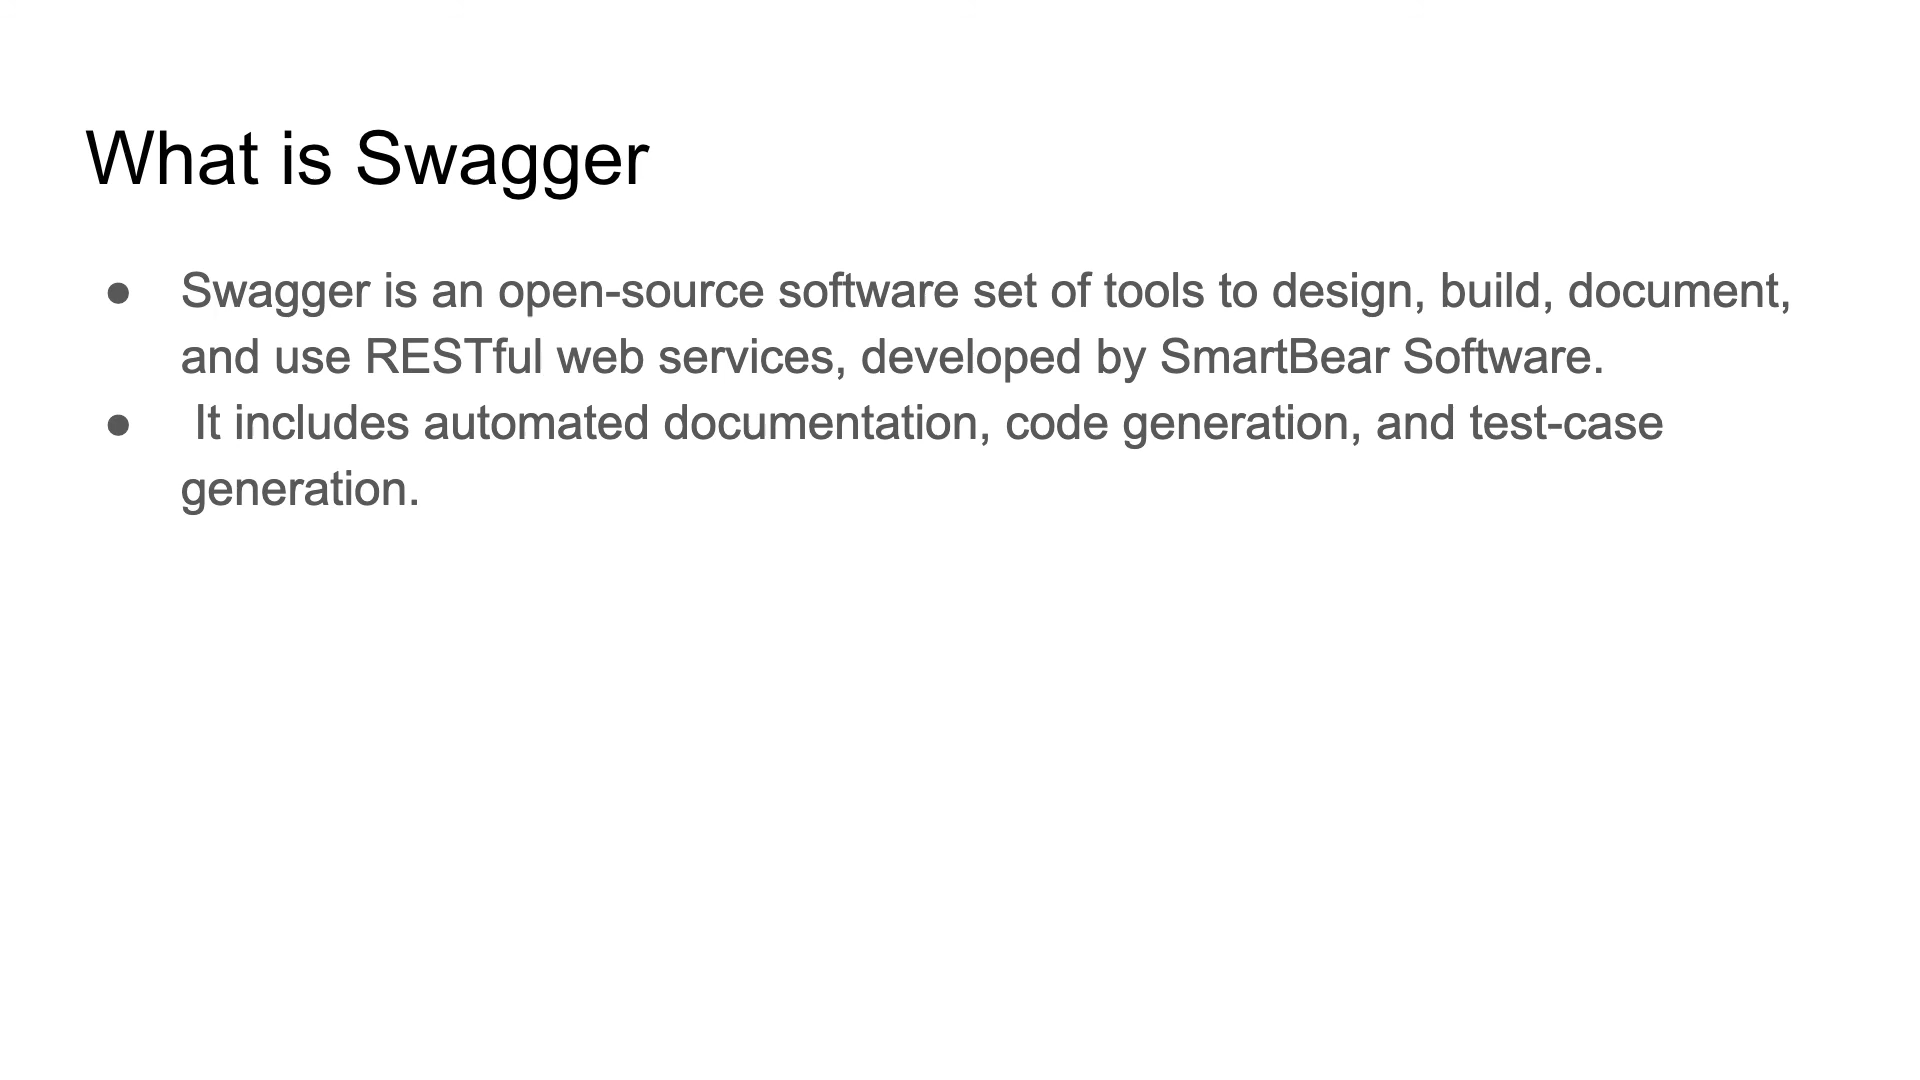 What is Swagger
● Swagger is an open-source software set of tools to design, build, document,
and use RESTful web services, developed by SmartBear Software.
● It includes automated documentation, code generation, and test-case
generation.